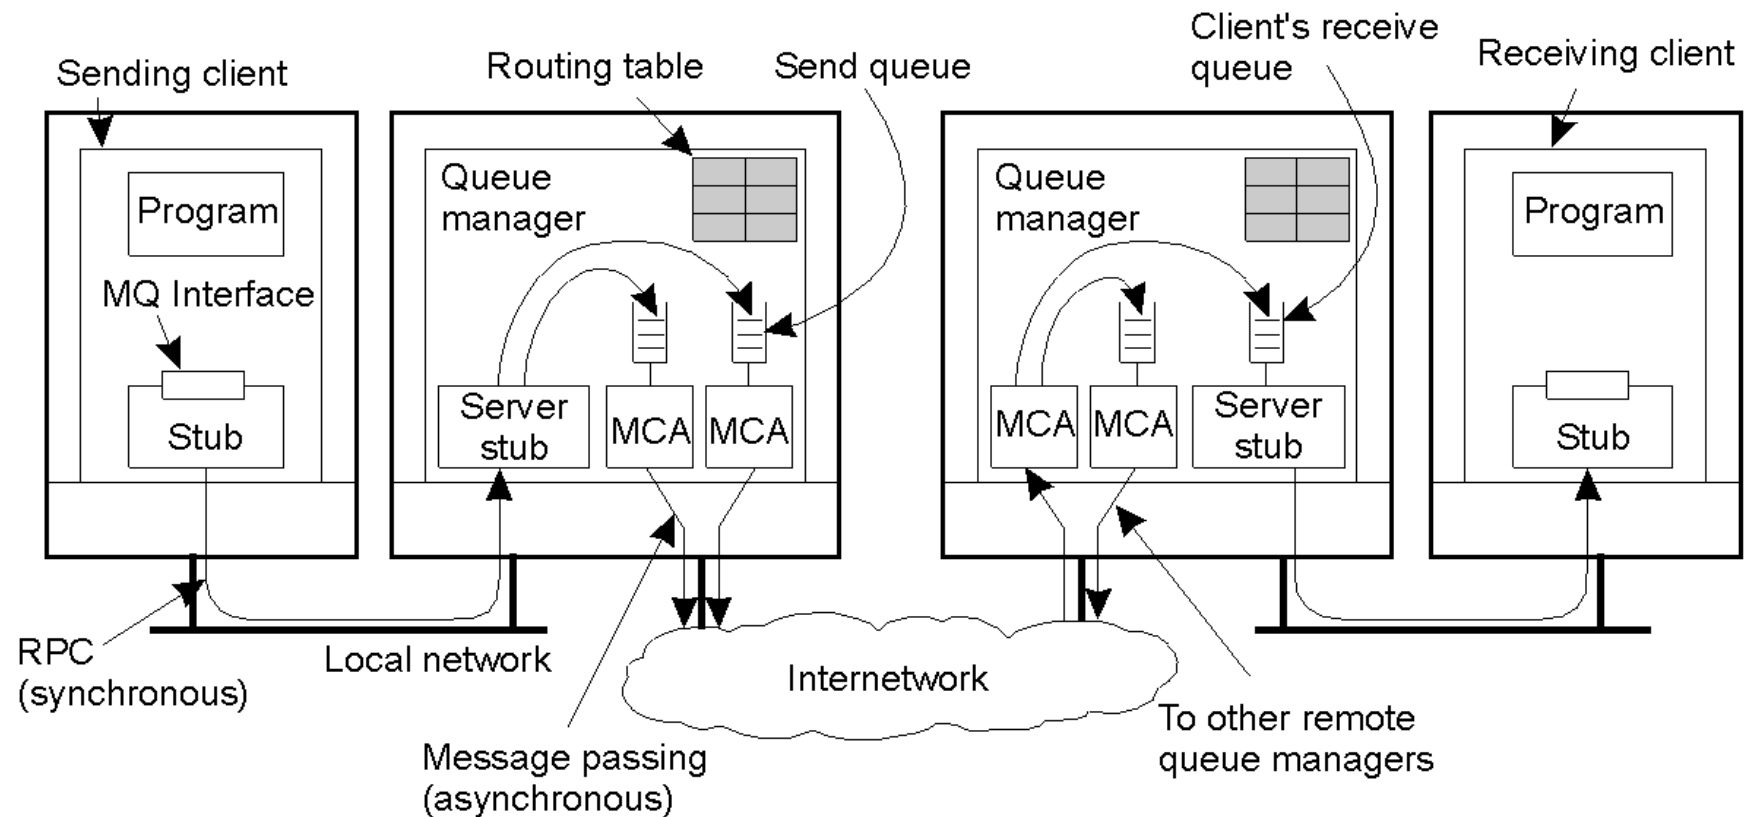 Sending client
Routing table
Send queue
Client's receive
queue
Receiving client
Program
MQ Interface
Stub
Queue
manager
Server
stub
MCA
MCA
Queue
manager
MCA
MCA
Server
stub
Program
Stub
RPC
(synchronous)
Local network
Internetwork
Message passing
(asynchronous)
To other remote
queue managers